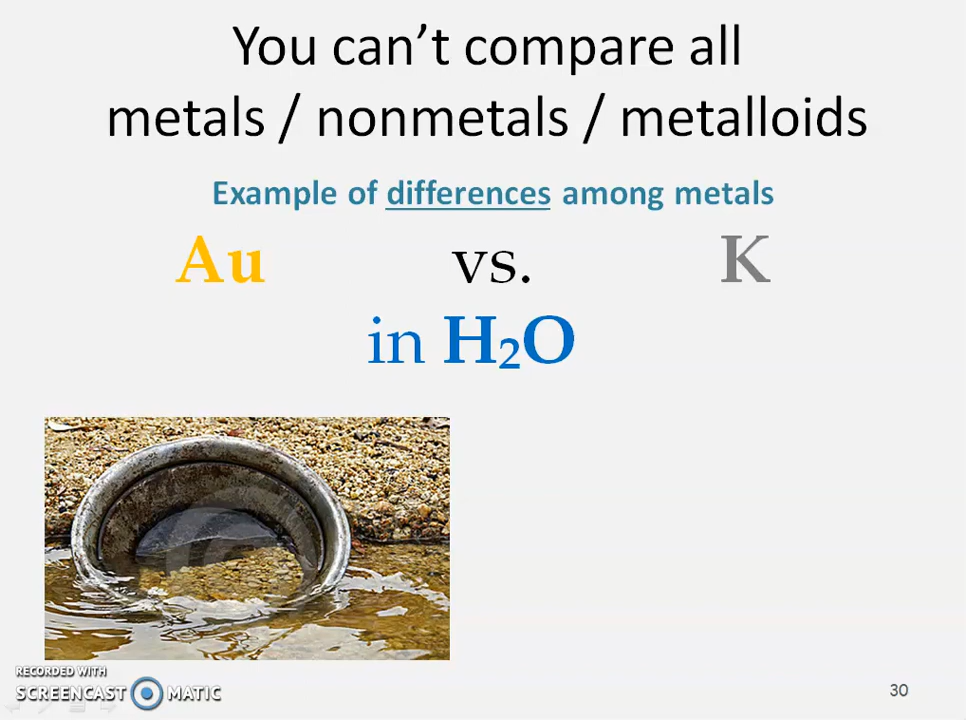 You can't compare all
metals / nonmetals / metalloids
Example of differences among metals
Au vs. K
in H₂O
RECORDED WITH
SCREENCAST MATIC
30